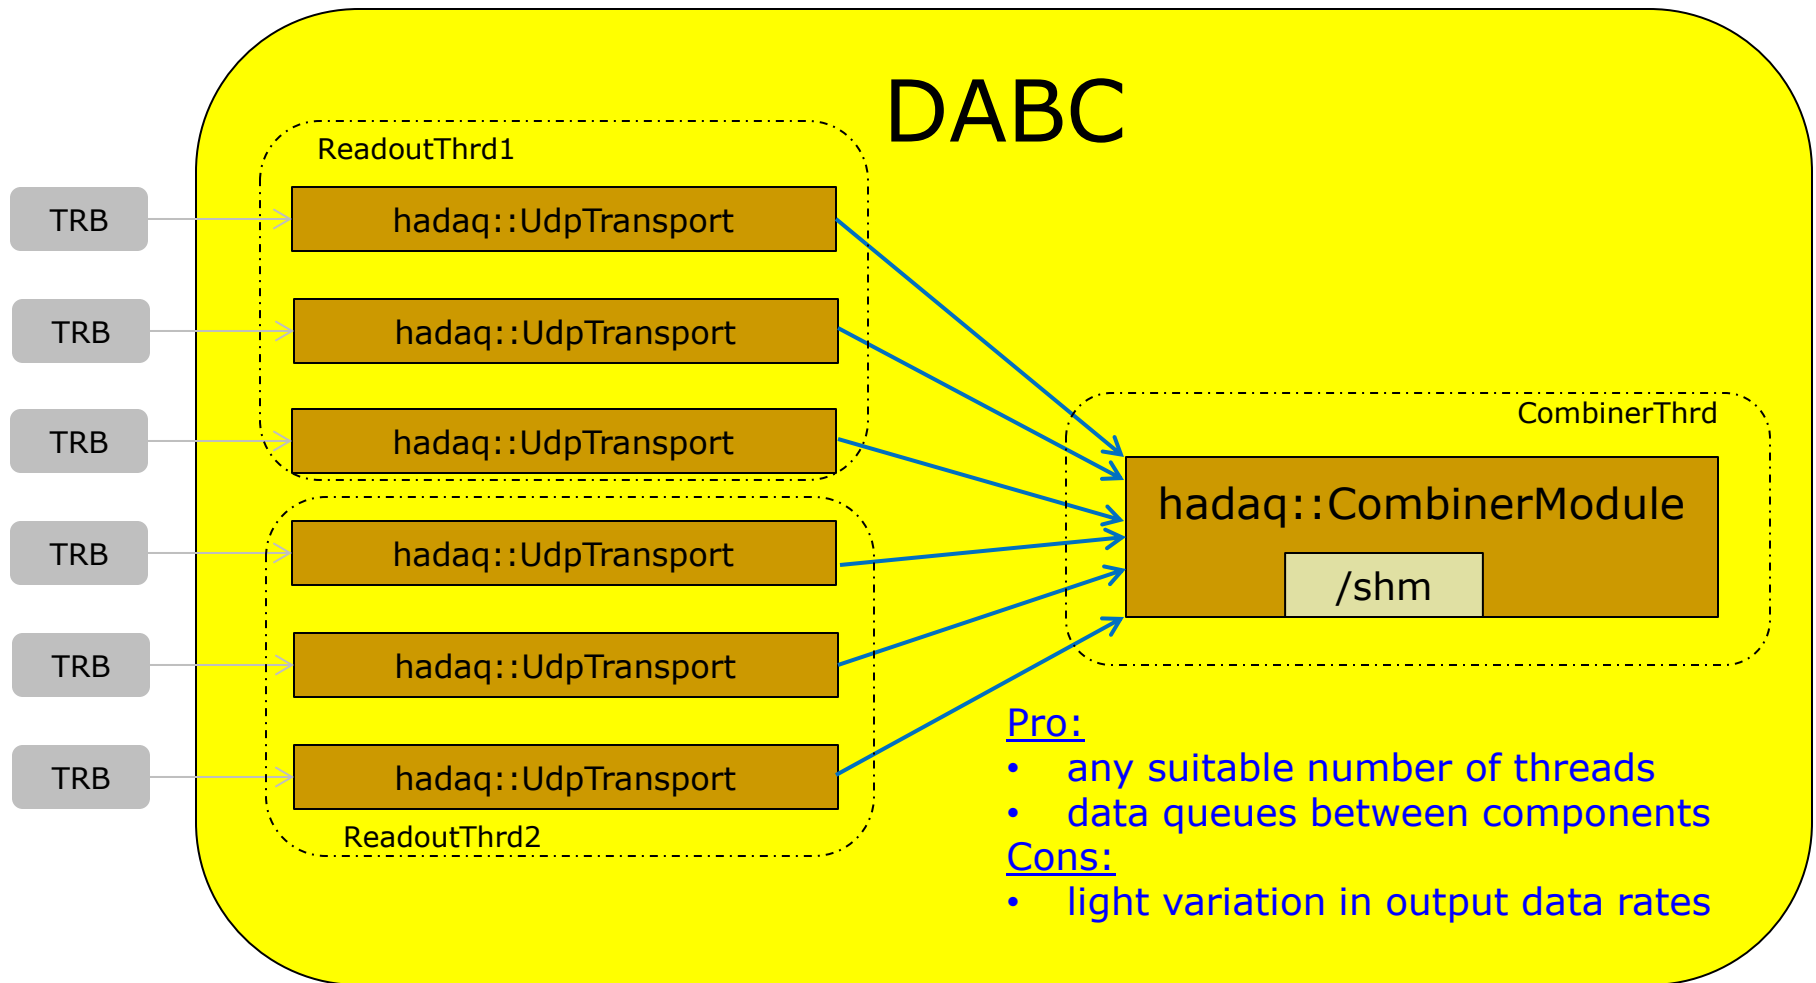 DABC
ReadoutThrd1
TRB
hadaq::UdpTransport
TRB
hadaq::UdpTransport
TRB
hadaq::UdpTransport
TRB
hadaq::UdpTransport
TRB
hadaq::UdpTransport
TRB
hadaq::UdpTransport
ReadoutThrd2
CombinerThrd
hadaq::CombinerModule
/shm
Pro:
• any suitable number of threads
• data queues between components
Cons:
• light variation in output data rates